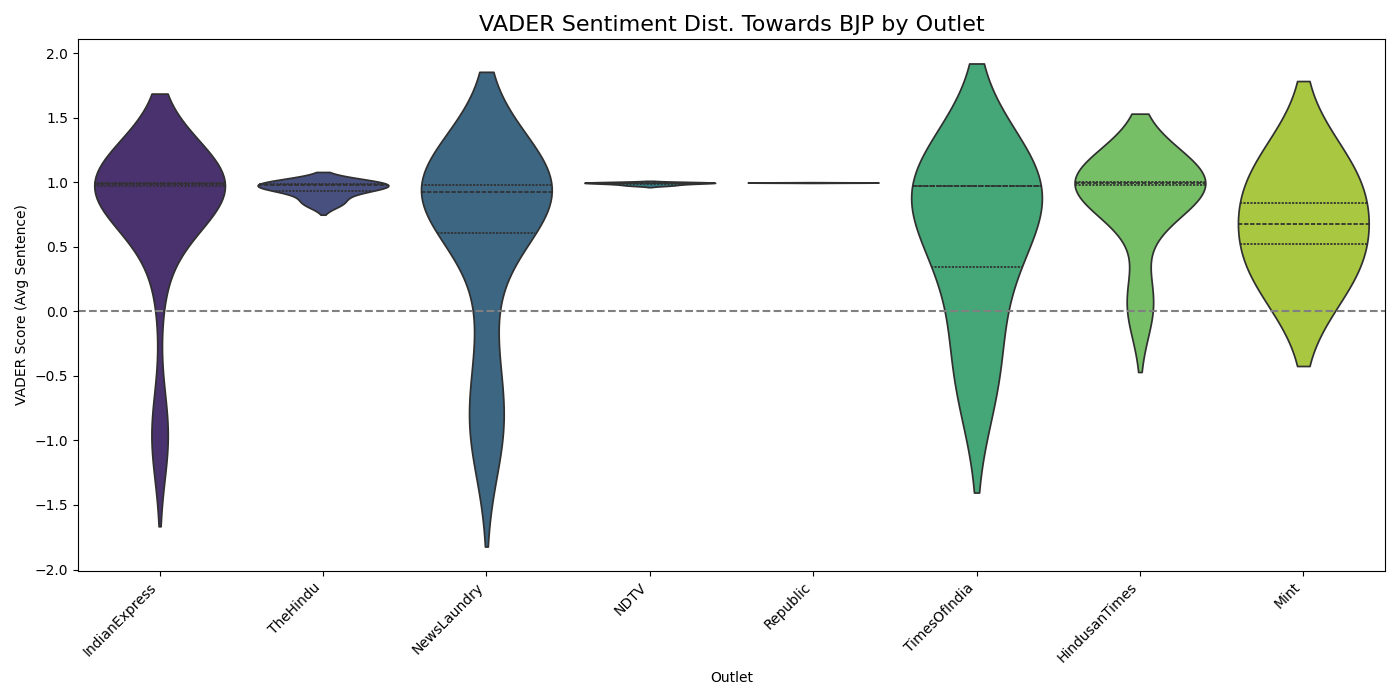 VADER Sentiment Dist. Towards BJP by Outlet
VADER Score (Avg Sentence)
2.0
1.5
1.0
0.5
0.0
−0.5
−1.0
−1.5
−2.0
IndianExpress
TheHindu
NewsLaundry
NDTV
Republic
TimesOfIndia
HindusanTimes
Mint
Outlet